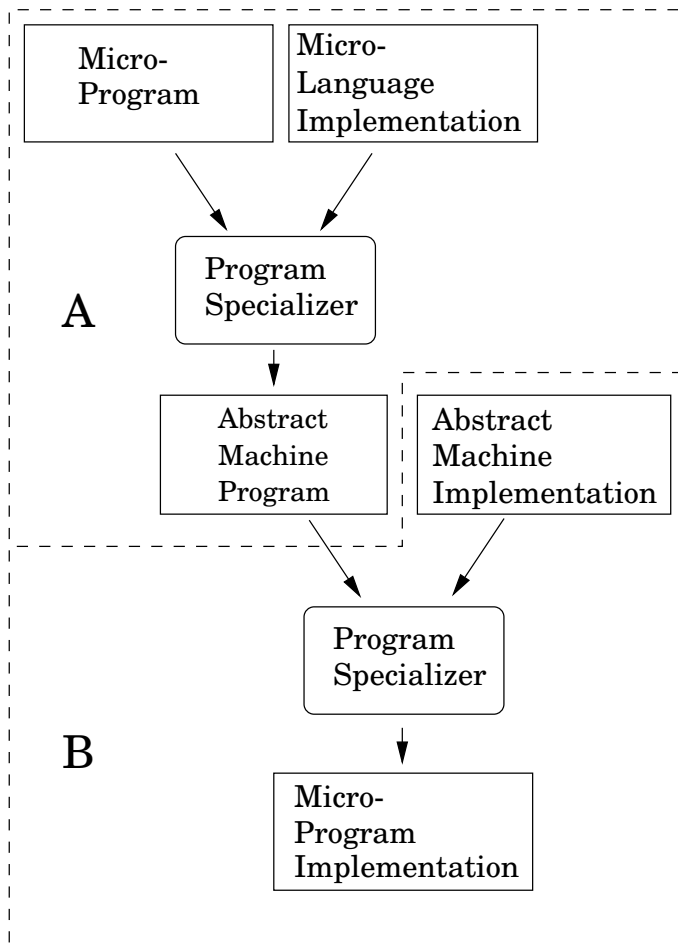 Micro-
Program
Micro-
Language
Implementation
Program
Specializer
A
Abstract
Machine
Program
Abstract
Machine
Implementation
Program
Specializer
B
Micro-
Program
Implementation